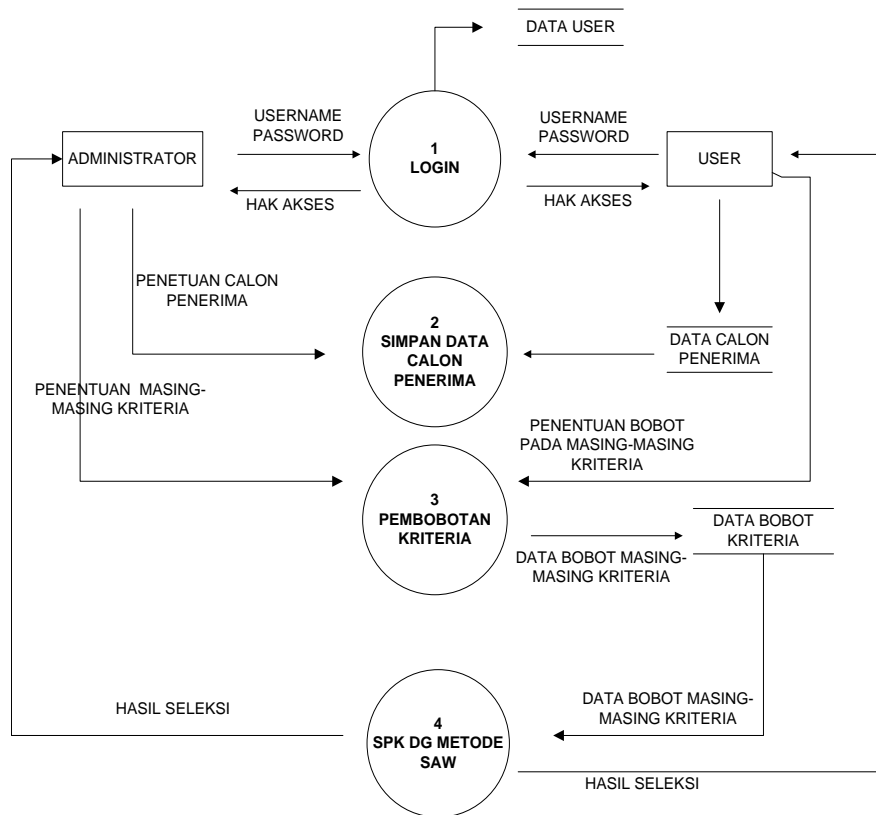 DATA USER
USERNAME
PASSWORD
USERNAME
PASSWORD
ADMINISTRATOR
1
LOGIN
USER
HAK AKSES
HAK AKSES
PENETUAN CALON
PENERIMA
2
SIMPAN DATA
CALON
PENERIMA
DATA CALON
PENERIMA
PENENTUAN MASING-
MASING KRITERIA
PENENTUAN BOBOT
PADA MASING-MASING
KRITERIA
3
PEMBOBOTAN
KRITERIA
DATA BOBOT
KRITERIA
DATA BOBOT MASING-
MASING KRITERIA
HASIL SELEKSI
4
SPK DG METODE
SAW
DATA BOBOT MASING-
MASING KRITERIA
HASIL SELEKSI